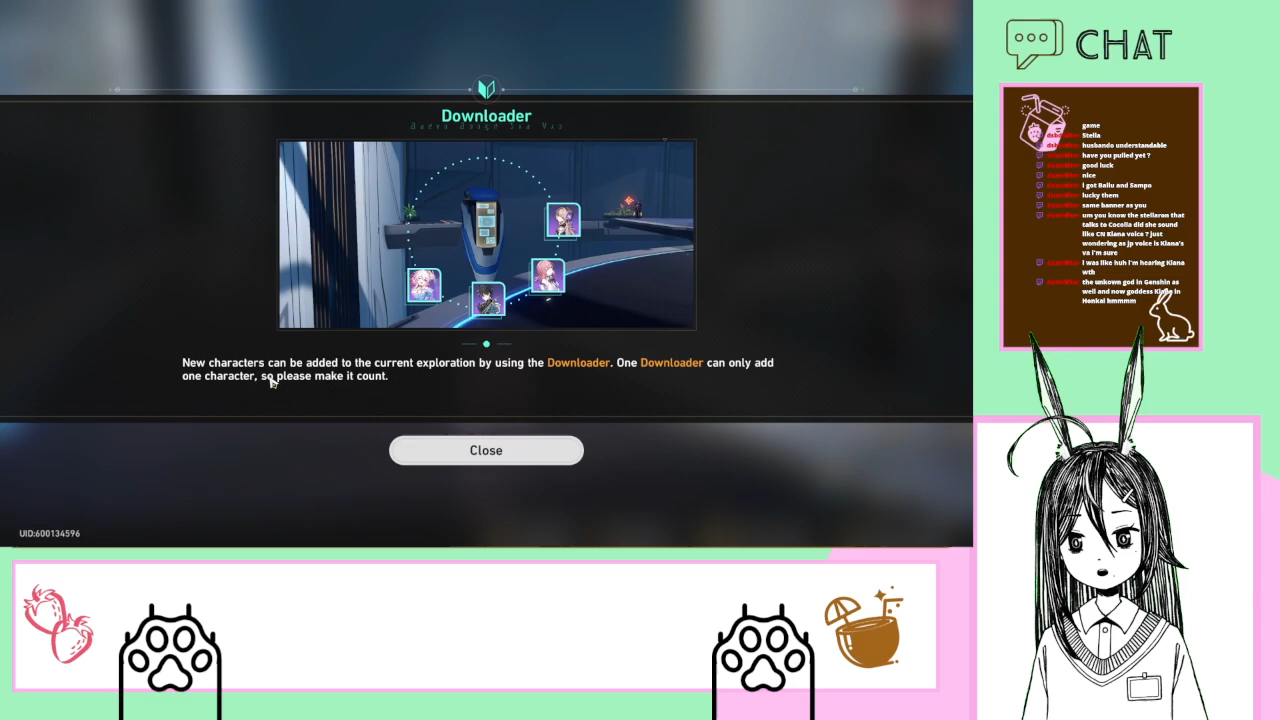 CHAT
Downloader
game
Stella
husbando understandable
have you pulled yet ?
good luck
nice
I got Bailu and Sampo
lucky them
same banner as you
um you know the stellaron that
talks to Cocolia did she sound
like CN Kiana voice ? just
wondering as jp voice is Kiana's
va I'm sure
I was like huh I'm hearing Kiana
wth
the unkown god in Genshin as
well and now goddess Kiana in
Honkai hmmmm
New characters can be added to the current exploration by using the Downloader. One Downloader can only add
one character, so please make it count.
Close
UID:600134596